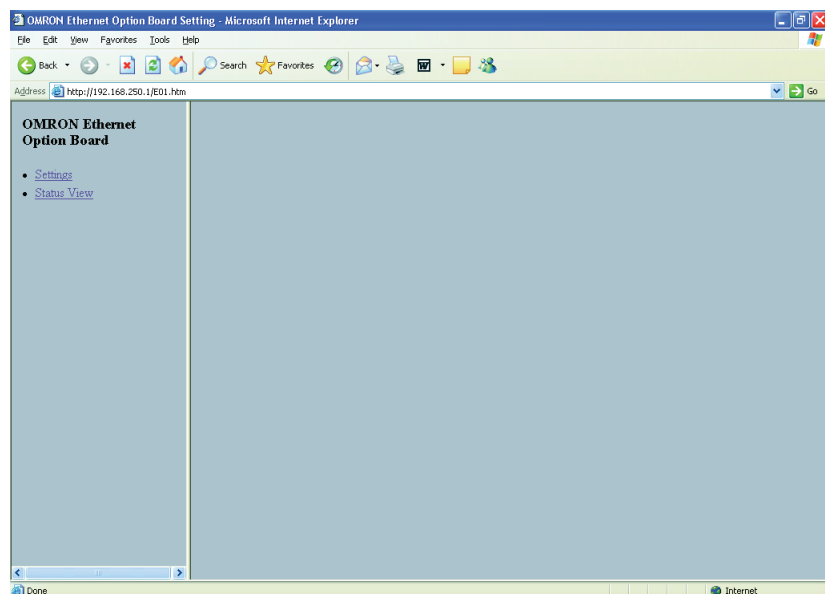 OMRON Ethernet Option Board Setting - Microsoft Internet Explorer
File Edit View Favorites Tools Help
Back Search Favorites W
Address http://192.168.250.1/E01.htm Go
OMRON Ethernet
Option Board
Settings
Status View
Done Internet